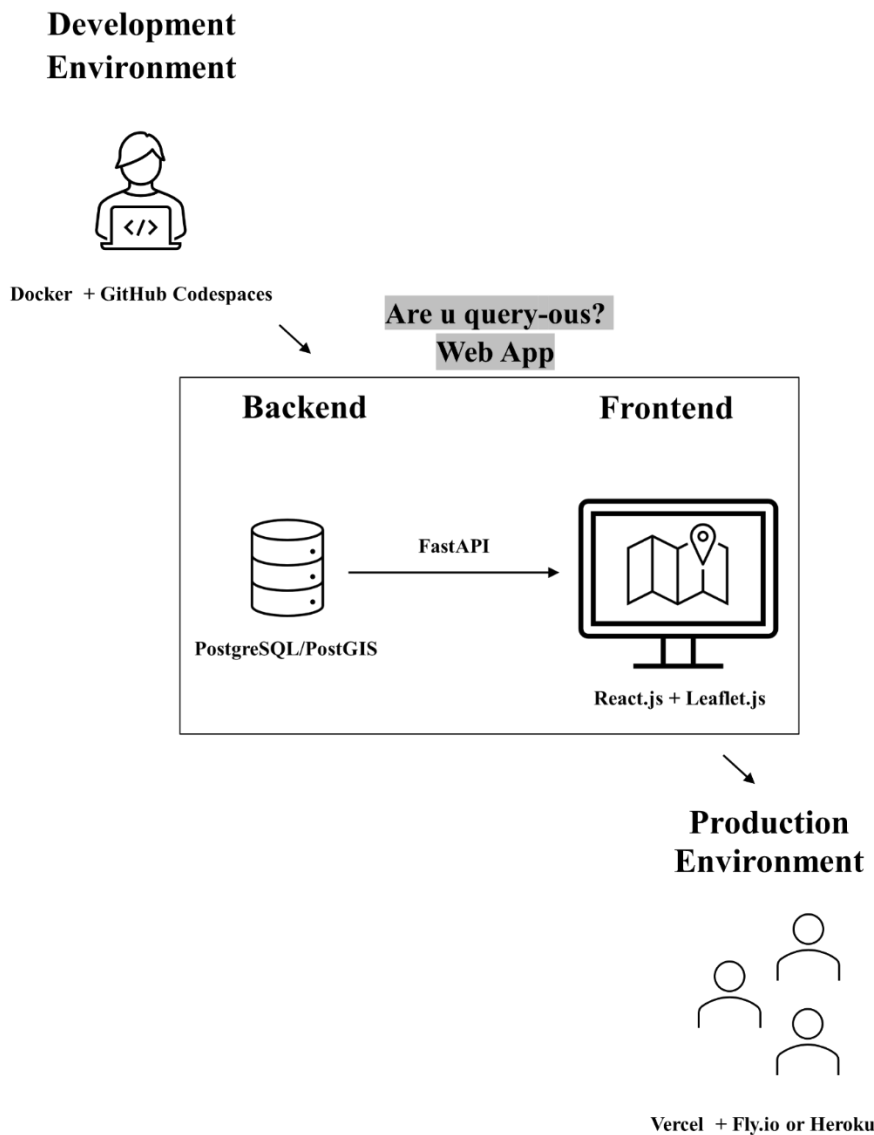 Development
Environment
</>
Docker + GitHub Codespaces
Are u query-ous?
Web App
Backend
Frontend
FastAPI
PostgreSQL/PostGIS
React.js + Leaflet.js
Production
Environment
Vercel + Fly.io or Heroku